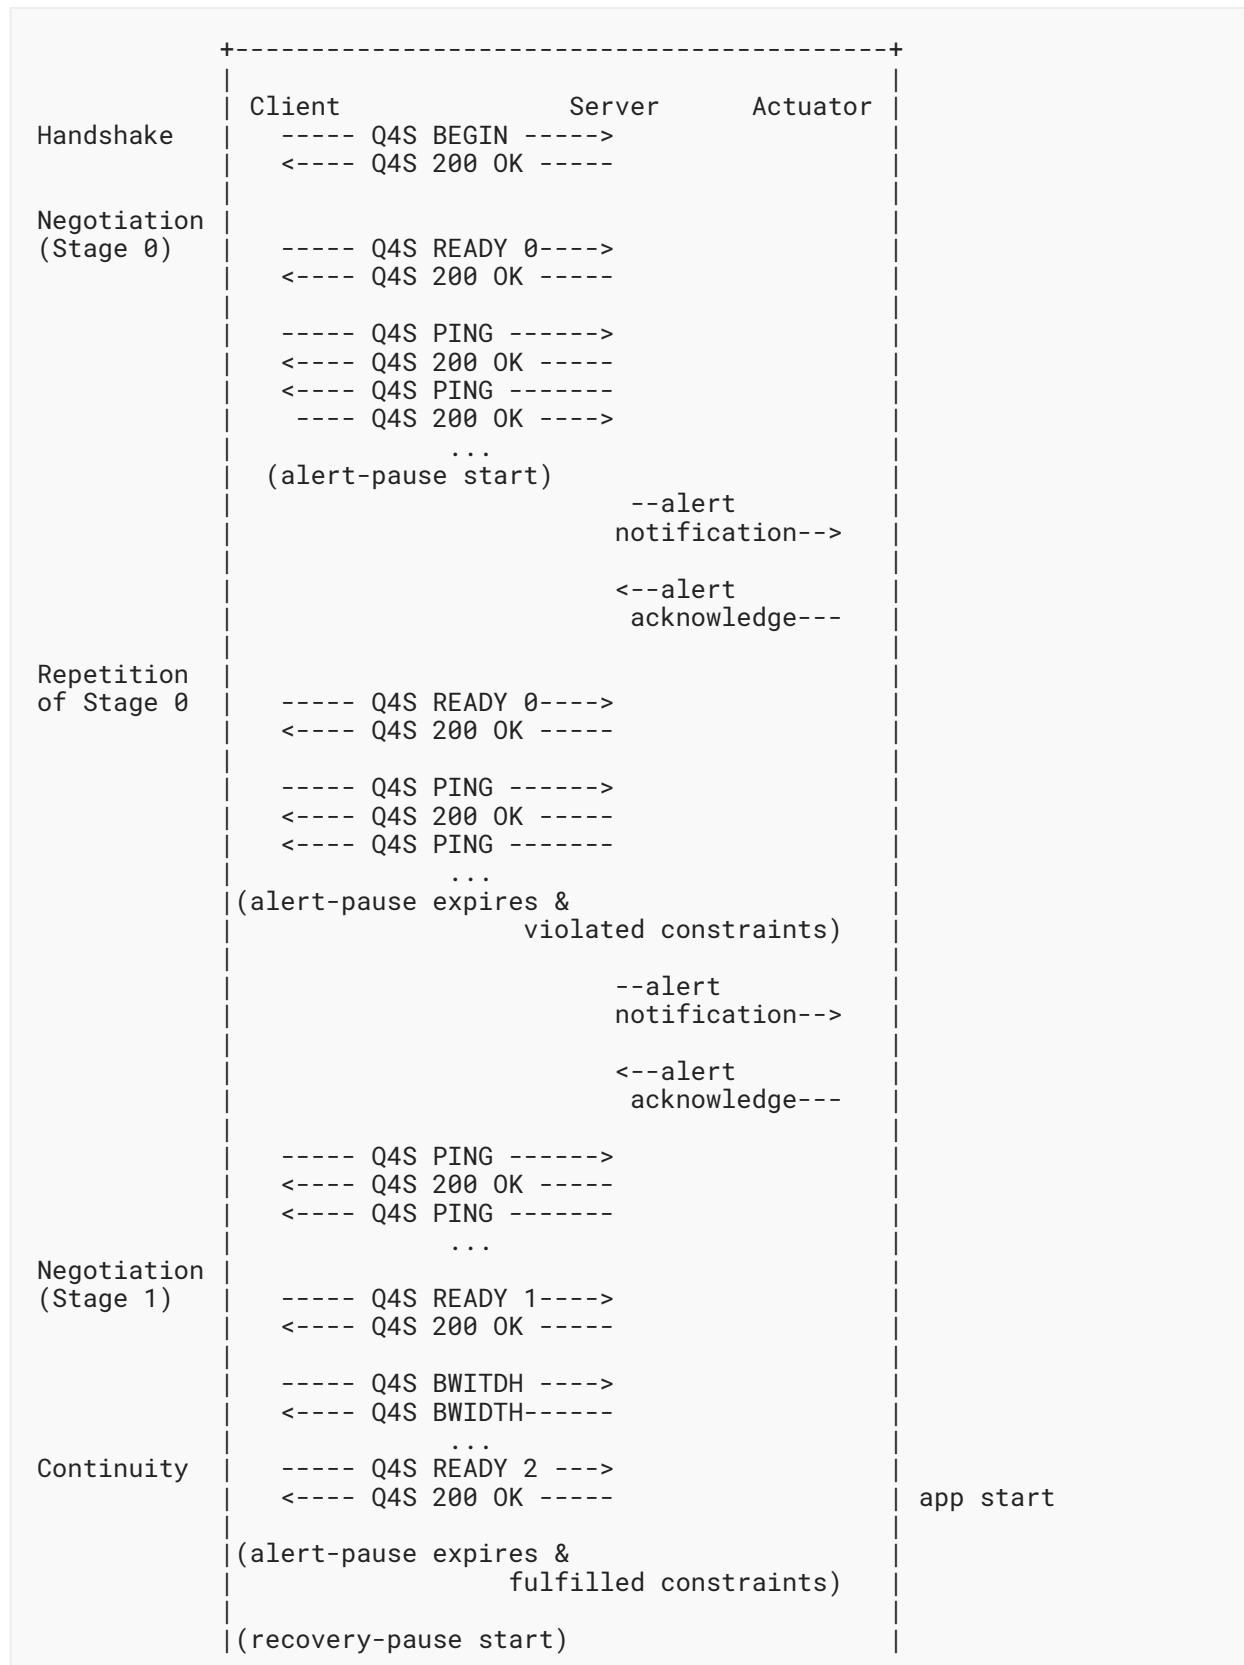 +-------------------------------------------+
|                                           |
| Client               Server      Actuator |
Handshake   |   ----- Q4S BEGIN ----->                  |
|   <---- Q4S 200 OK -----                  |
|                                           |
Negotiation |                                           |
(Stage 0)   |   ----- Q4S READY 0---->                  |
|   <---- Q4S 200 OK -----                  |
|                                           |
|   ----- Q4S PING ------>                  |
|   <---- Q4S 200 OK -----                  |
|   <---- Q4S PING -------                  |
|    ---- Q4S 200 OK ---->                  |
|              ...                          |
|  (alert-pause start)                      |
|                          --alert          |
|                         notification-->   |
|                                           |
|                         <--alert          |
|                          acknowledge---   |
|                                           |
Repetition  |                                           |
of Stage 0  |   ----- Q4S READY 0---->                  |
|   <---- Q4S 200 OK -----                  |
|                                           |
|   ----- Q4S PING ------>                  |
|   <---- Q4S 200 OK -----                  |
|   <---- Q4S PING -------                  |
|              ...                          |
|(alert-pause expires &                     |
|                   violated constraints)   |
|                                           |
|                         --alert           |
|                         notification-->   |
|                                           |
|                         <--alert          |
|                          acknowledge---   |
|                                           |
|   ----- Q4S PING ------>                  |
|   <---- Q4S 200 OK -----                  |
|   <---- Q4S PING -------                  |
|              ...                          |
Negotiation |                                           |
(Stage 1)   |   ----- Q4S READY 1---->                  |
|   <---- Q4S 200 OK -----                  |
|                                           |
|   ----- Q4S BWITDH ---->                  |
|   <---- Q4S BWIDTH------                  |
|              ...                          |
Continuity  |   ----- Q4S READY 2 --->                  |
|   <---- Q4S 200 OK -----                  | app start
|                                           |
|(alert-pause expires &                     |
|                  fulfilled constraints)   |
|                                           |
|(recovery-pause start)                     |